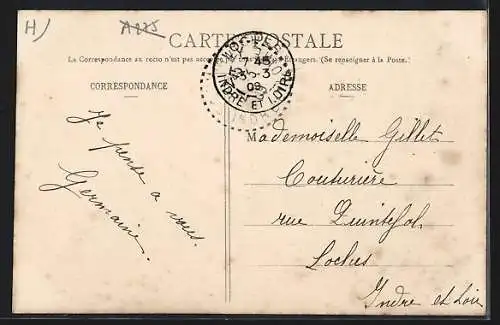 H)
A225
CARTE POSTALE
La Correspondance au recto n'est pas acceptée par tous les pays Étrangers. (Se renseigner à la Poste.)
CORRESPONDANCE
ADRESSE
INDRE ET LOIRE
Je pense a vous.
Germaine.
Mademoiselle Gillet
Couturière
rue Quintefol
Loches
Indre et Loire